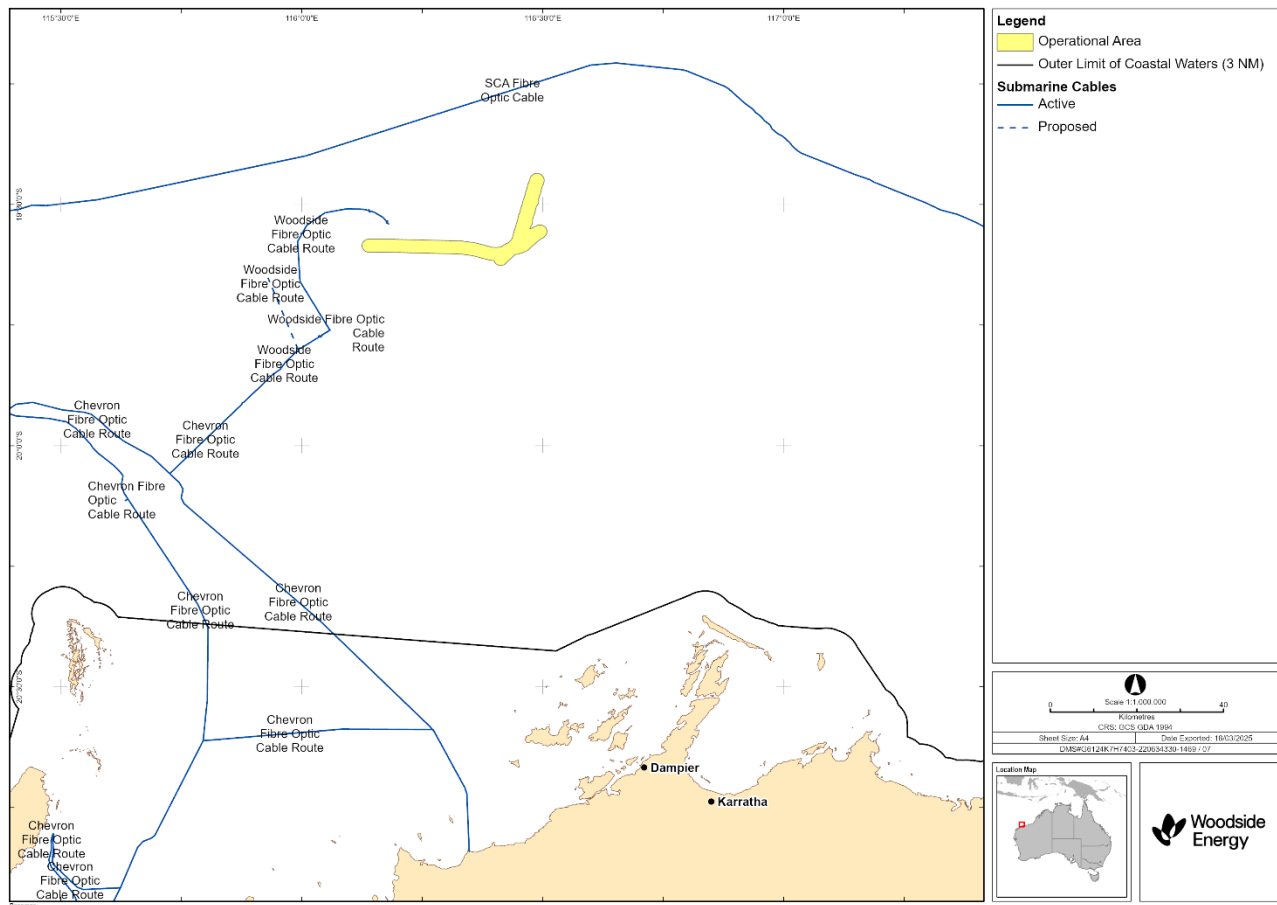 115°30'0"E
116°0'0"E
116°30'0"E
117°0'0"E
19°30'0"S
20°0'0"S
20°30'0"S
SCA Fibre
Optic Cable
Woodside
Fibre Optic
Cable Route
Woodside
Fibre Optic
Cable Route
Woodside Fibre Optic
Cable
Route
Woodside
Fibre Optic
Cable Route
Chevron
Fibre Optic
Cable Route
Chevron
Fibre Optic
Cable Route
Chevron Fibre
Optic
Cable Route
Chevron
Fibre Optic
Cable Route
Chevron
Fibre Optic
Cable Route
Chevron
Fibre Optic
Cable Route
Dampier
Karratha
Chevron
Fibre Optic
Cable Route
Chevron
Fibre Optic
Cable Route
Legend
Operational Area
Outer Limit of Coastal Waters (3 NM)
Submarine Cables
Active
Proposed
Scale 1:1,000,000
0 40
Kilometres
CRS: GCS GDA 1994
Sheet Size: A4 Date Exported: 18/03/2025
DMS#G6124K7H7403-220634330-1469 / 07
Location Map
Woodside
Energy